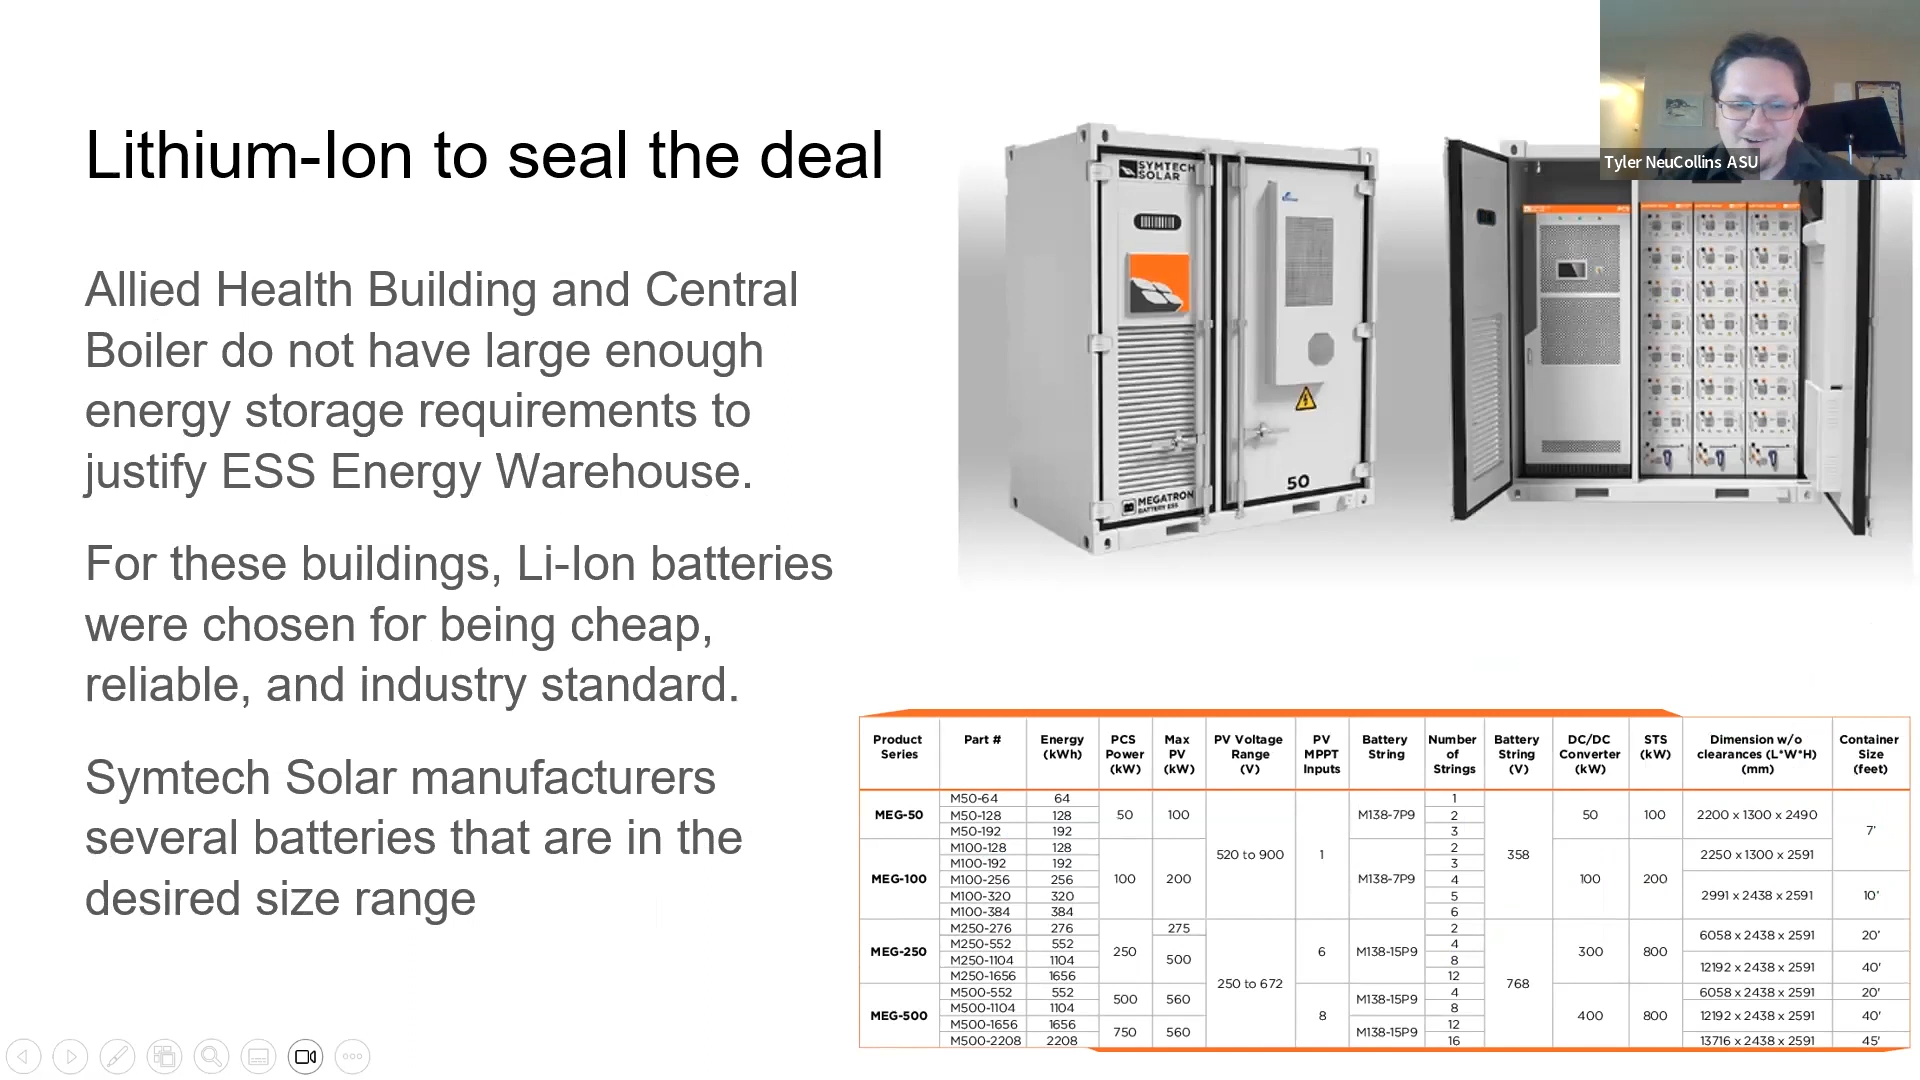 Lithium-Ion to seal the deal
Allied Health Building and Central
Boiler do not have large enough
energy storage requirements to
justify ESS Energy Warehouse.
For these buildings, Li-Ion batteries
were chosen for being cheap,
reliable, and industry standard.
Symtech Solar manufacturers
several batteries that are in the
desired size range
SYMTECH
SOLAR
MEGATRON
BATTERY ESS
50
PCS
Tyler NeuCollins ASU
Product Series Part # Energy (kWh) PCS Power (kW) Max PV (kW) PV Voltage Range (V) PV MPPT Inputs Battery String Number of Strings Battery String (V) DC/DC Converter (kW) STS (kW) Dimension w/o clearances (L*W*H) (mm) Container Size (feet)
MEG-50 M50-64 64 50 100 520 to 900 1 M138-7P9 1 358 50 100 2200 x 1300 x 2490 7'
M50-128 128 2
M50-192 192 3
MEG-100 M100-128 128 100 200 M138-7P9 2 100 200 2250 x 1300 x 2591
M100-192 192 3
M100-256 256 4 2991 x 2438 x 2591 10'
M100-320 320 5
M100-384 384 6
MEG-250 M250-276 276 250 275 250 to 672 6 M138-15P9 2 768 300 800 6058 x 2438 x 2591 20'
M250-552 552 500 4
M250-1104 1104 8 12192 x 2438 x 2591 40'
M250-1656 1656 12
MEG-500 M500-552 552 500 560 8 M138-15P9 4 400 800 6058 x 2438 x 2591 20'
M500-1104 1104 8 12192 x 2438 x 2591 40'
M500-1656 1656 750 560 M138-15P9 12
M500-2208 2208 16 13716 x 2438 x 2591 45'